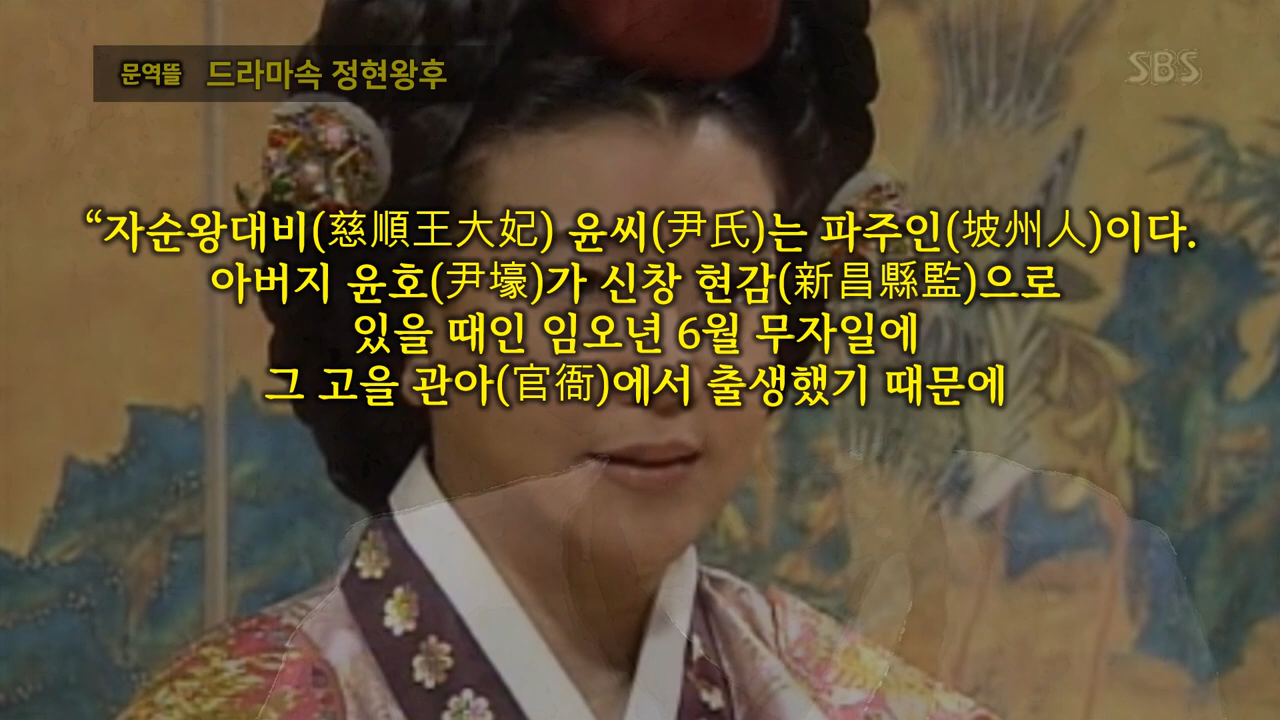 문역뜰 드라마속 정현왕후
SBS
“자순왕대비(慈順王大妃) 윤씨(尹氏)는 파주인(坡州人)이다.
아버지 윤호(尹壕)가 신창 현감(新昌縣監)으로
있을 때인 임오년 6월 무자일에
그 고을 관아(官衙)에서 출생했기 때문에